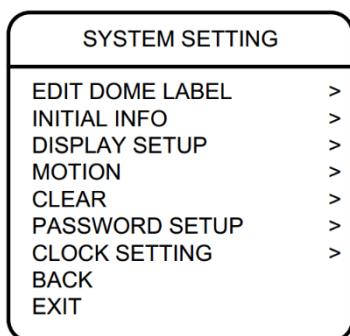 SYSTEM SETTING
EDIT DOME LABEL >
INITIAL INFO >
DISPLAY SETUP >
MOTION >
CLEAR >
PASSWORD SETUP >
CLOCK SETTING >
BACK
EXIT